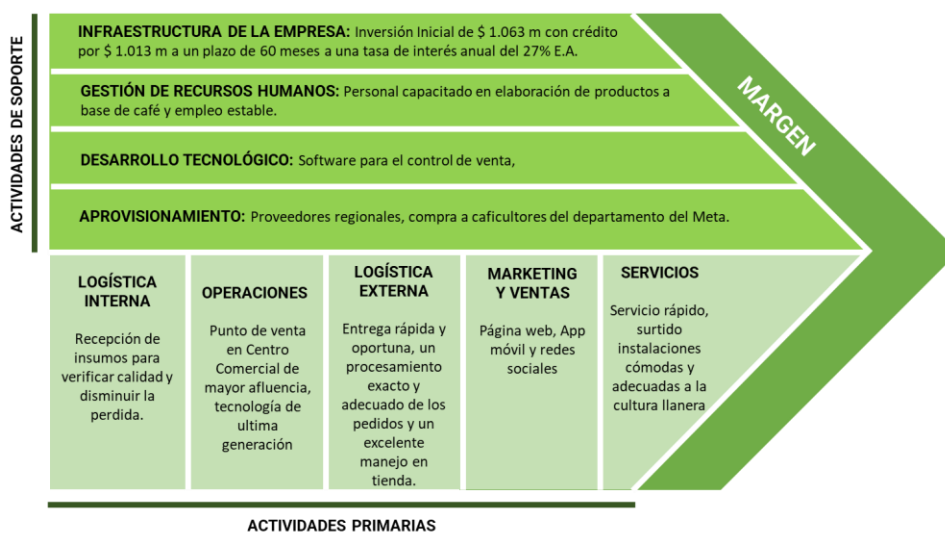 ACTIVIDADES DE SOPORTE
INFRAESTRUCTURA DE LA EMPRESA: Inversión Inicial de $ 1.063 m con crédito
por $ 1.013 m a un plazo de 60 meses a una tasa de interés anual del 27% E.A.
GESTIÓN DE RECURSOS HUMANOS: Personal capacitado en elaboración de productos a
base de café y empleo estable.
DESARROLLO TECNOLÓGICO: Software para el control de venta,
APROVISIONAMIENTO: Proveedores regionales, compra a caficultores del departamento del Meta.
MARGEN
LOGÍSTICA
INTERNA
Recepción de
insumos para
verificar calidad y
disminuir la
perdida.
OPERACIONES
Punto de venta
en Centro
Comercial de
mayor afluencia,
tecnología de
ultima
generación
LOGÍSTICA
EXTERNA
Entrega rápida y
oportuna, un
procesamiento
exacto y
adecuado de los
pedidos y un
excelente
manejo en
tienda.
MARKETING
Y VENTAS
Página web, App
móvil y redes
sociales
SERVICIOS
Servicio rápido,
surtido
instalaciones
cómodas y
adecuadas a la
cultura llanera
ACTIVIDADES PRIMARIAS